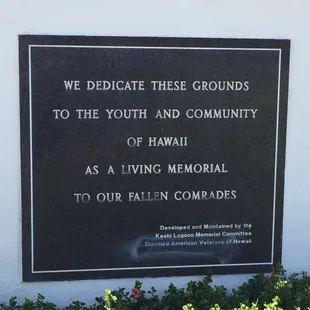 WE DEDICATE THESE GROUNDS
TO THE YOUTH AND COMMUNITY
OF HAWAII
AS A LIVING MEMORIAL
TO OUR FALLEN COMRADES
Developed and Maintained by the
Keehi Lagoon Memorial Committee
Disabled American Veterans of Hawaii